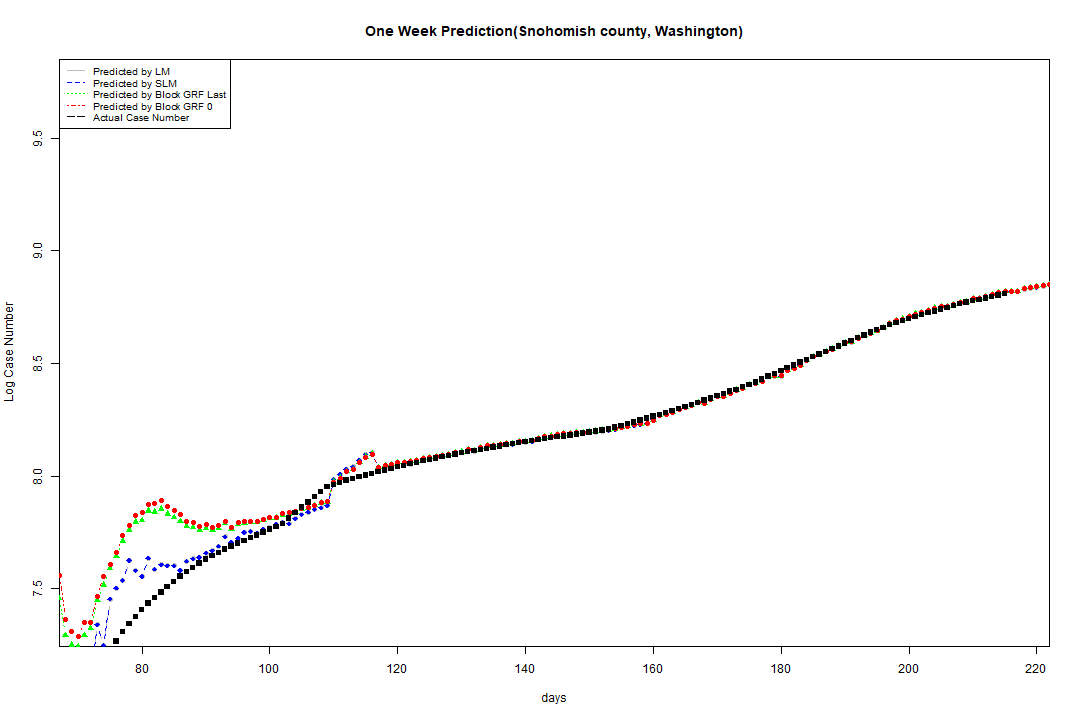 One Week Prediction(Snohomish county, Washington)
Predicted by LM
Predicted by SLM
Predicted by Block GRF Last
Predicted by Block GRF 0
Actual Case Number
9.5
9.0
8.5
8.0
7.5
Log Case Number
80 100 120 140 160 180 200 220
days